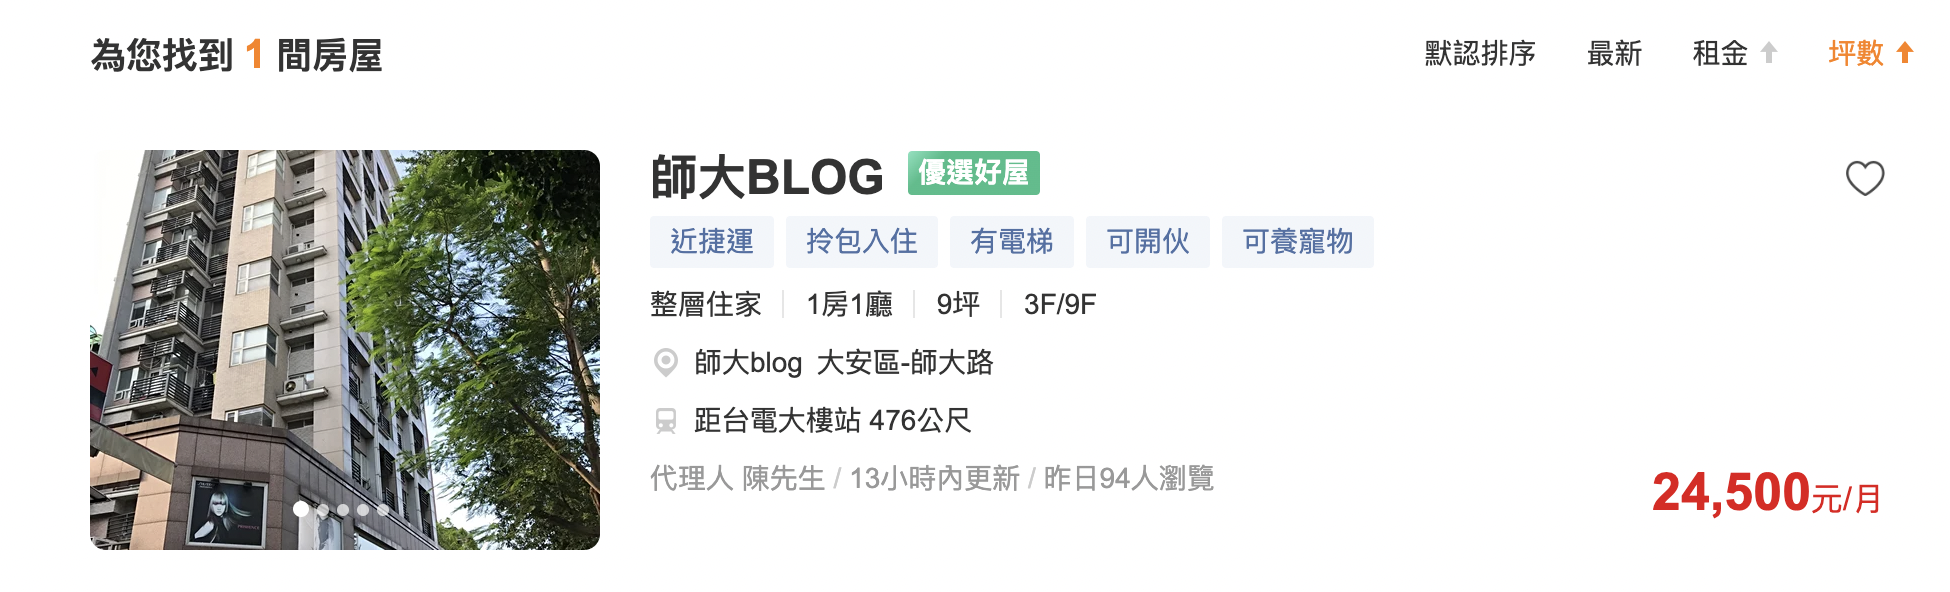 為您找到 1 間房屋
默認排序 最新 租金 坪數
師大BLOG 優選好屋
近捷運 拎包入住 有電梯 可開伙 可養寵物
整層住家 1房1廳 9坪 3F/9F
師大blog 大安區-師大路
距台電大樓站 476公尺
代理人 陳先生 / 13小時內更新 / 昨日94人瀏覽
24,500元/月